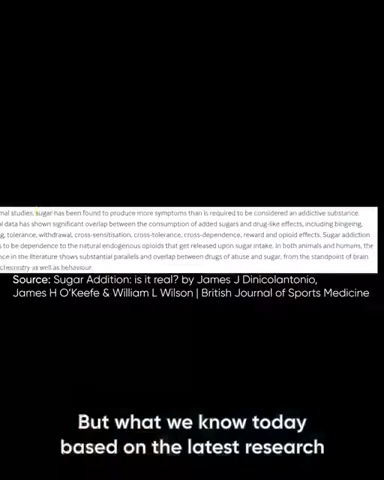 mal studies, sugar has been found to produce more symptoms than is required to be considered an addictive substance.
l data has shown significant overlap between the consumption of added sugars and drug-like effects, including bingeing,
g, tolerance, withdrawal, cross-sensitisation, cross-tolerance, cross-dependence, reward and opioid effects. Sugar addiction
s to be dependence to the natural endogenous opioids that get released upon sugar intake. In both animals and humans, the
nce in the literature shows substantial parallels and overlap between drugs of abuse and sugar, from the standpoint of brain
chemistry as well as behaviour.
Source: Sugar Addition: is it real? by James J Dinicolantonio,
James H O'Keefe & William L Wilson | British Journal of Sports Medicine
But what we know today
based on the latest research